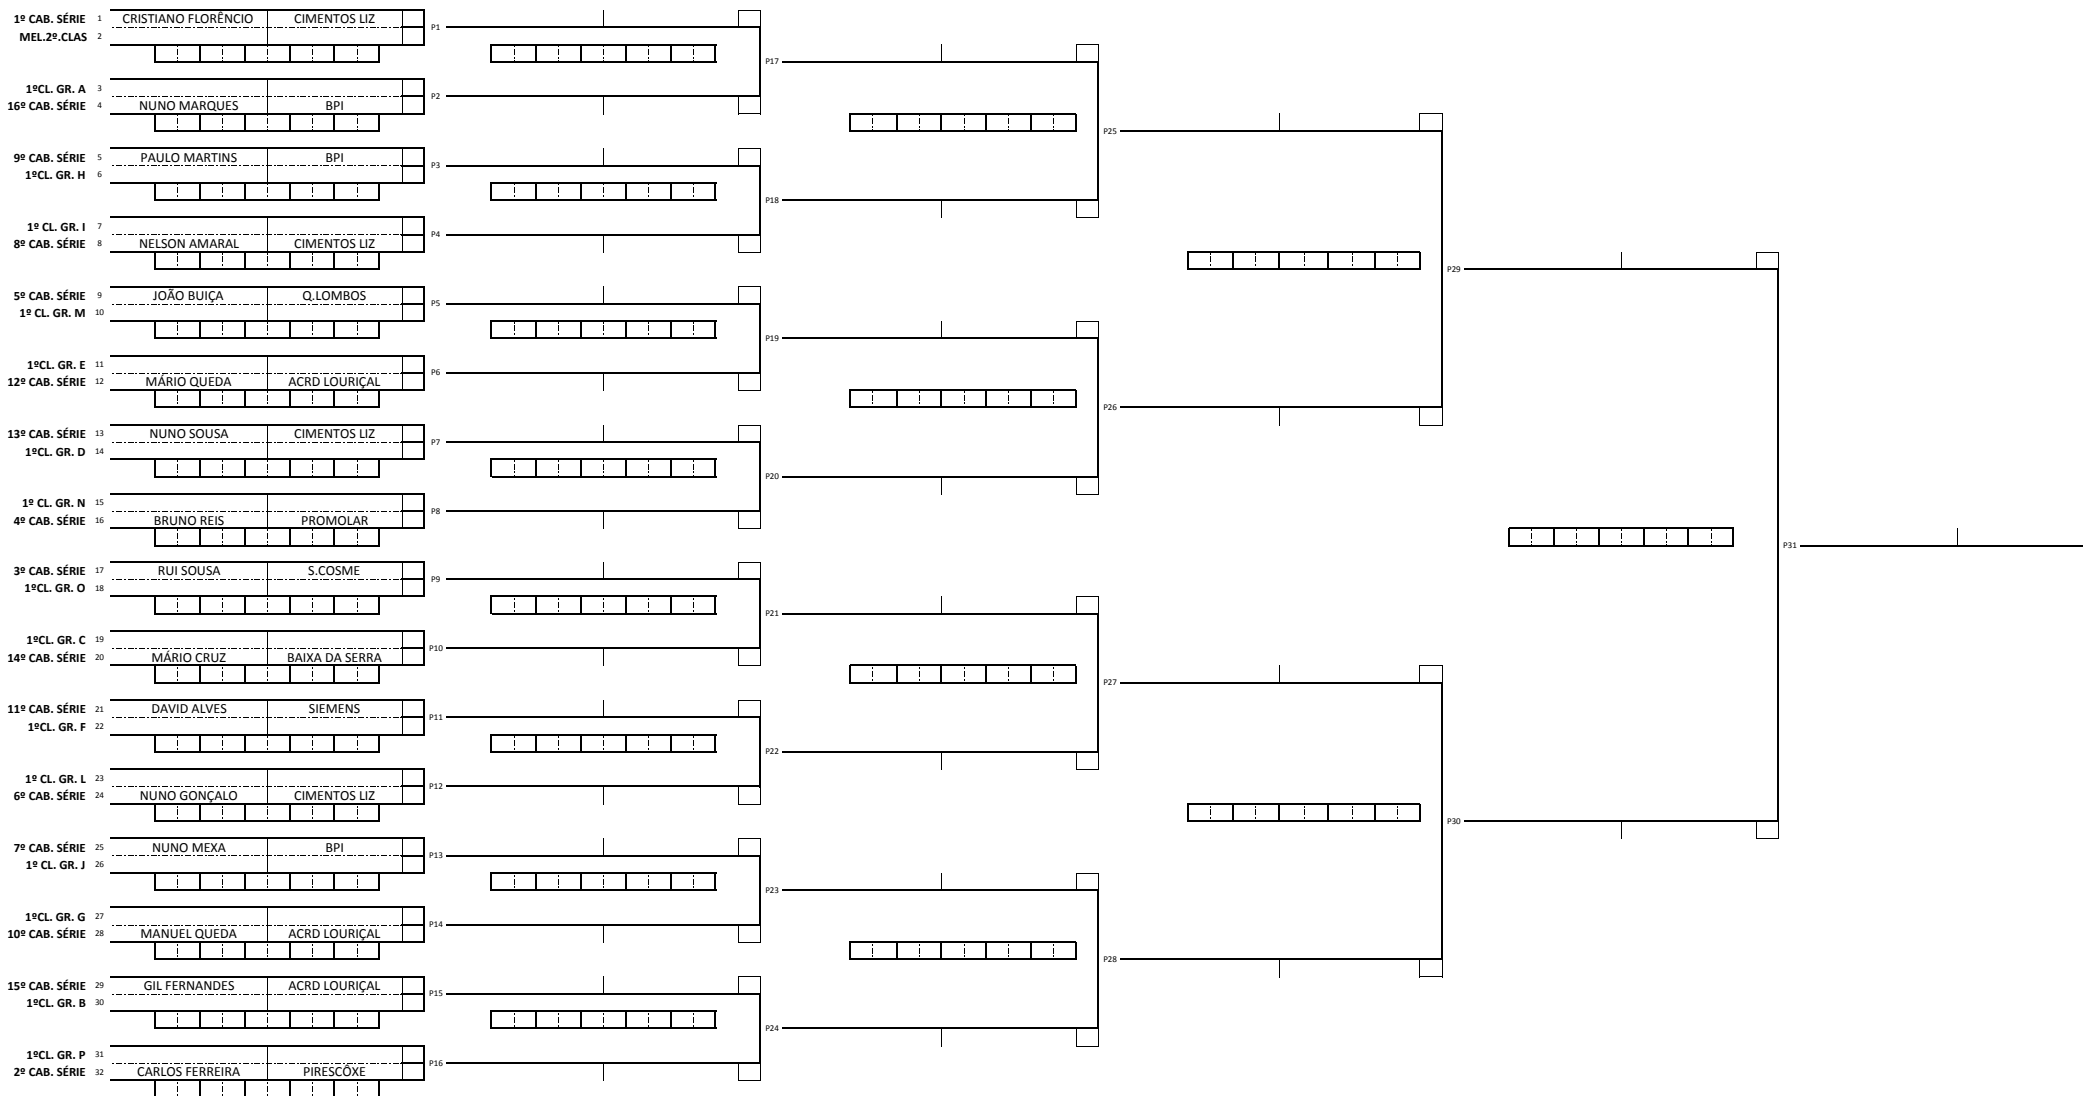 1º CAB. SÉRIE 1 CRISTIANO FLORÊNCIO CIMENTOS LIZ
P1
MEL.2º.CLAS 2
P17
1ºCL. GR. A 3
P2
16º CAB. SÉRIE 4 NUNO MARQUES BPI
P25
9º CAB. SÉRIE 5 PAULO MARTINS BPI
P3
1ºCL. GR. H 6
P18
1º CL. GR. I 7
P4
8º CAB. SÉRIE 8 NELSON AMARAL CIMENTOS LIZ
P29
5º CAB. SÉRIE 9 JOÃO BUIÇA Q.LOMBOS
P5
1º CL. GR. M 10
P19
1ºCL. GR. E 11
P6
12º CAB. SÉRIE 12 MÁRIO QUEDA ACRD LOURIÇAL
P26
13º CAB. SÉRIE 13 NUNO SOUSA CIMENTOS LIZ
P7
1ºCL. GR. D 14
P20
1º CL. GR. N 15
P8
4º CAB. SÉRIE 16 BRUNO REIS PROMOLAR
P31
3º CAB. SÉRIE 17 RUI SOUSA S.COSME
P9
1ºCL. GR. O 18
P21
1ºCL. GR. C 19
P10
14º CAB. SÉRIE 20 MÁRIO CRUZ BAIXA DA SERRA
P27
11º CAB. SÉRIE 21 DAVID ALVES SIEMENS
P11
1ºCL. GR. F 22
P22
1º CL. GR. L 23
P12
6º CAB. SÉRIE 24 NUNO GONÇALO CIMENTOS LIZ
P30
7º CAB. SÉRIE 25 NUNO MEXA BPI
P13
1º CL. GR. J 26
P23
1ºCL. GR. G 27
P14
10º CAB. SÉRIE 28 MANUEL QUEDA ACRD LOURIÇAL
P28
15º CAB. SÉRIE 29 GIL FERNANDES ACRD LOURIÇAL
P15
1ºCL. GR. B 30
P24
1ºCL. GR. P 31
P16
2º CAB. SÉRIE 32 CARLOS FERREIRA PIRESCÔXE